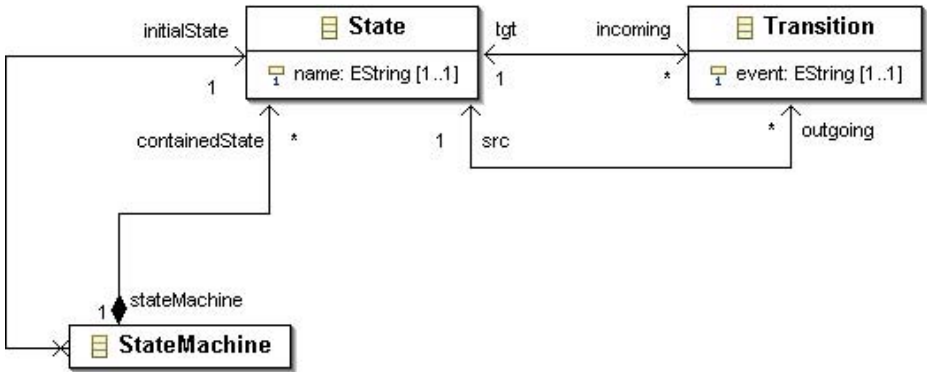 initialState
State
tgt
incoming
Transition
name: EString [1..1]
event: EString [1..1]
1
1
*
containedState
*
1
src
*
outgoing
1
stateMachine
StateMachine